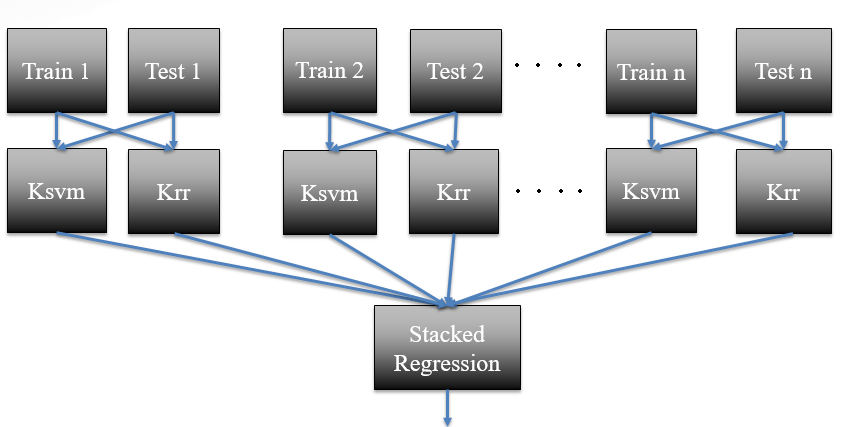 Train 1
Test 1
Train 2
Test 2
. . . .
Train n
Test n
Ksvm
Krr
Ksvm
Krr
. . . .
Ksvm
Krr
Stacked
Regression